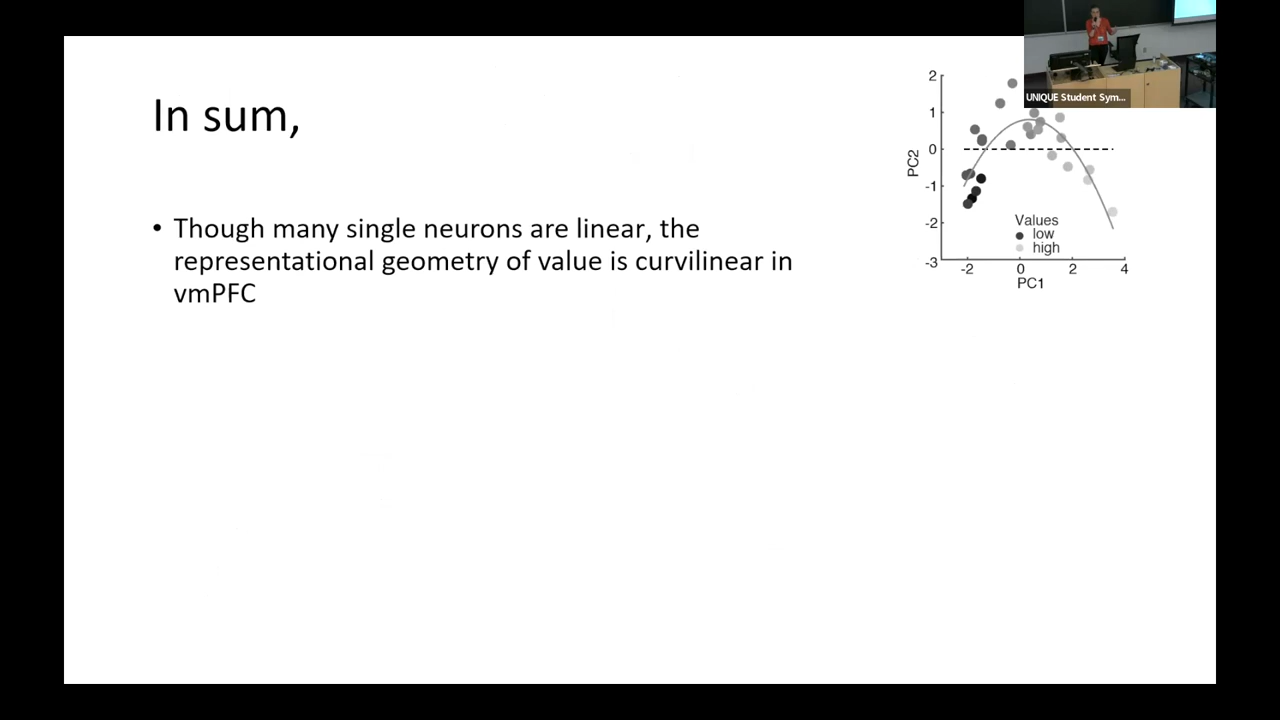 In sum,
• Though many single neurons are linear, the
representational geometry of value is curvilinear in
vmPFC
UNIQUE Student Sym...
2
1
0
-1
-2
-3
PC2
Values
low
high
-2
0
2
4
PC1